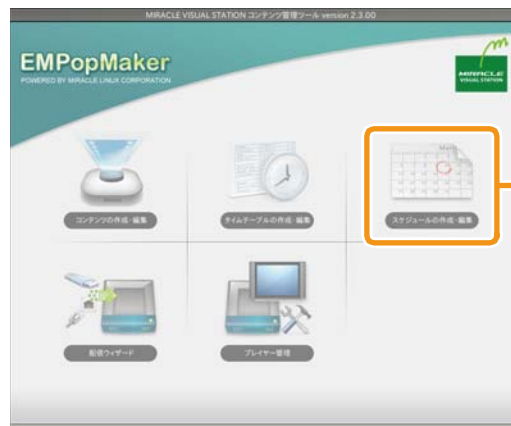 MIRACLE VISUAL STATION コンテンツ管理ツール version 2.3.00
EMPopMaker
POWERED BY MIRACLE LINUX CORPORATION
m
MIRACLE
VISUAL STATION
コンテンツの作成・編集
タイムテーブルの作成・編集
スケジュールの作成・編集
配信ウィザード
プレイヤー管理